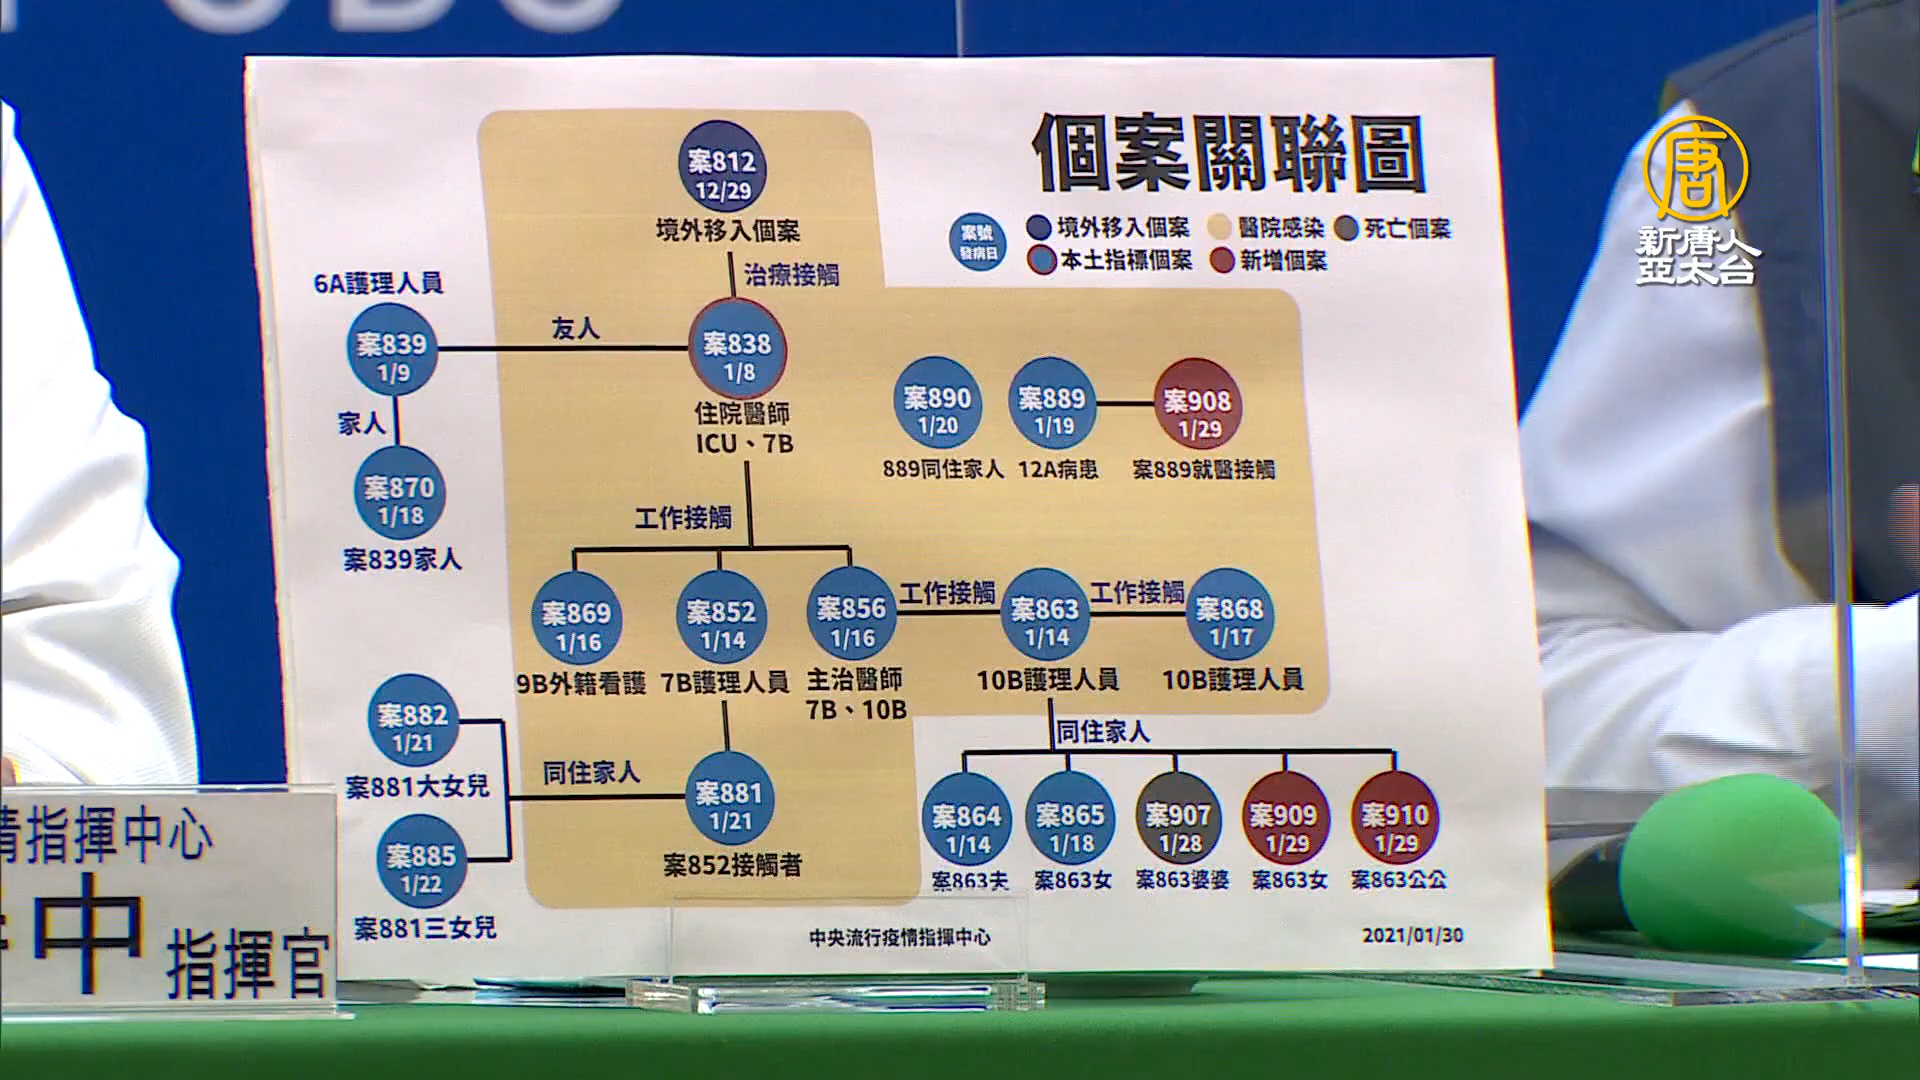 個案關聯圖
案號
發病日
境外移入個案
醫院感染
死亡個案
本土指標個案
新增個案
案812
12/29
境外移入個案
治療接觸
6A護理人員
案839
1/9
友人
案838
1/8
住院醫師
ICU、7B
家人
案870
1/18
案839家人
案890
1/20
889同住家人
案889
1/19
12A病患
案908
1/29
案889就醫接觸
工作接觸
案869
1/16
9B外籍看護
案852
1/14
7B護理人員
案856
1/16
主治醫師
7B、10B
工作接觸
案863
1/14
10B護理人員
工作接觸
案868
1/17
10B護理人員
案882
1/21
案881大女兒
案885
1/22
案881三女兒
同住家人
案881
1/21
案852接觸者
同住家人
案864
1/14
案863夫
案865
1/18
案863女
案907
1/28
案863婆婆
案909
1/29
案863女
案910
1/29
案863公公
中央流行疫情指揮中心
2021/01/30
唐
新唐人
亞太台
情指揮中心
中 指揮官